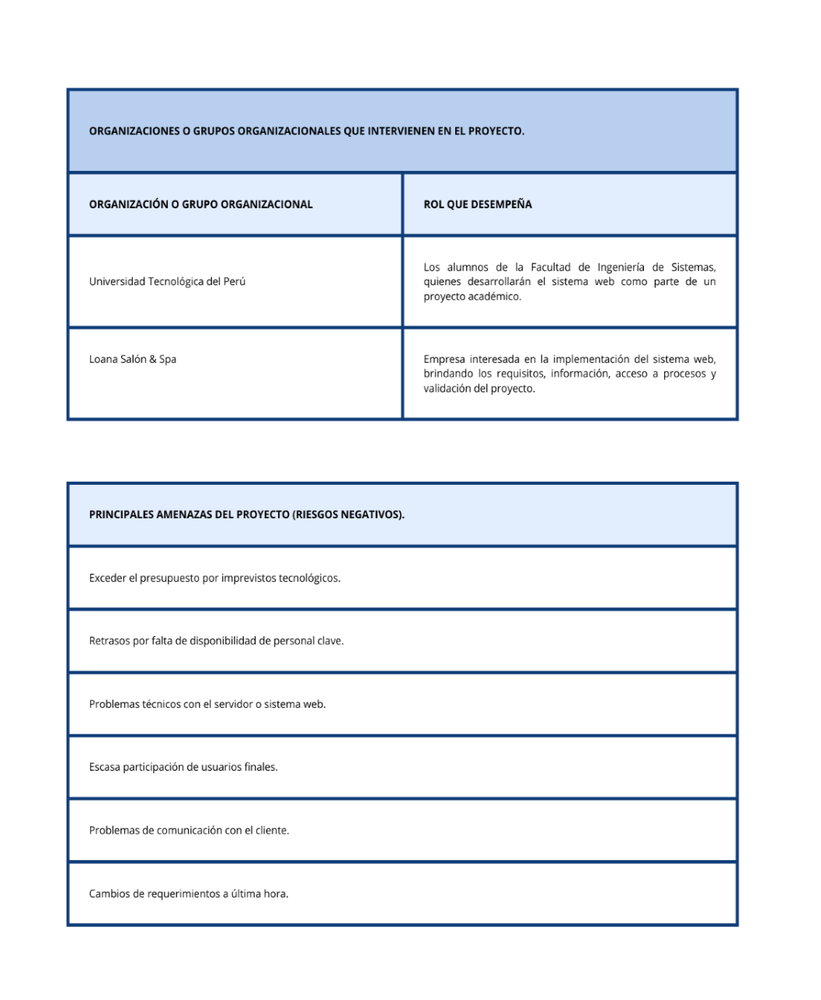 ORGANIZACIONES O GRUPOS ORGANIZACIONALES QUE INTERVIENEN EN EL PROYECTO.
ORGANIZACIÓN O GRUPO ORGANIZACIONAL
ROL QUE DESEMPEÑA
Universidad Tecnológica del Perú
Los alumnos de la Facultad de Ingeniería de Sistemas,
quienes desarrollarán el sistema web como parte de un
proyecto académico.
Loana Salón & Spa
Empresa interesada en la implementación del sistema web,
brindando los requisitos, información, acceso a procesos y
validación del proyecto.
PRINCIPALES AMENAZAS DEL PROYECTO (RIESGOS NEGATIVOS).
Exceder el presupuesto por imprevistos tecnológicos.
Retrasos por falta de disponibilidad de personal clave.
Problemas técnicos con el servidor o sistema web.
Escasa participación de usuarios finales.
Problemas de comunicación con el cliente.
Cambios de requerimientos a última hora.